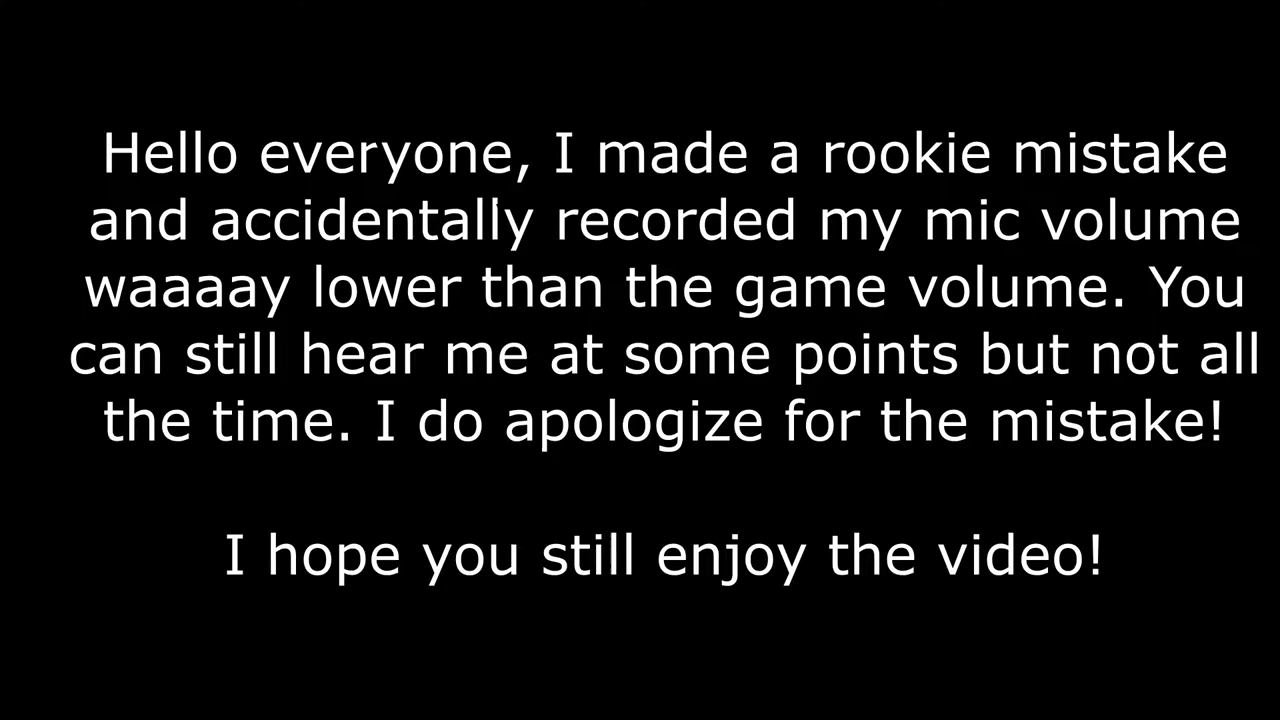 Hello everyone, I made a rookie mistake
and accidentally recorded my mic volume
waaaay lower than the game volume. You
can still hear me at some points but not all
the time. I do apologize for the mistake!
I hope you still enjoy the video!